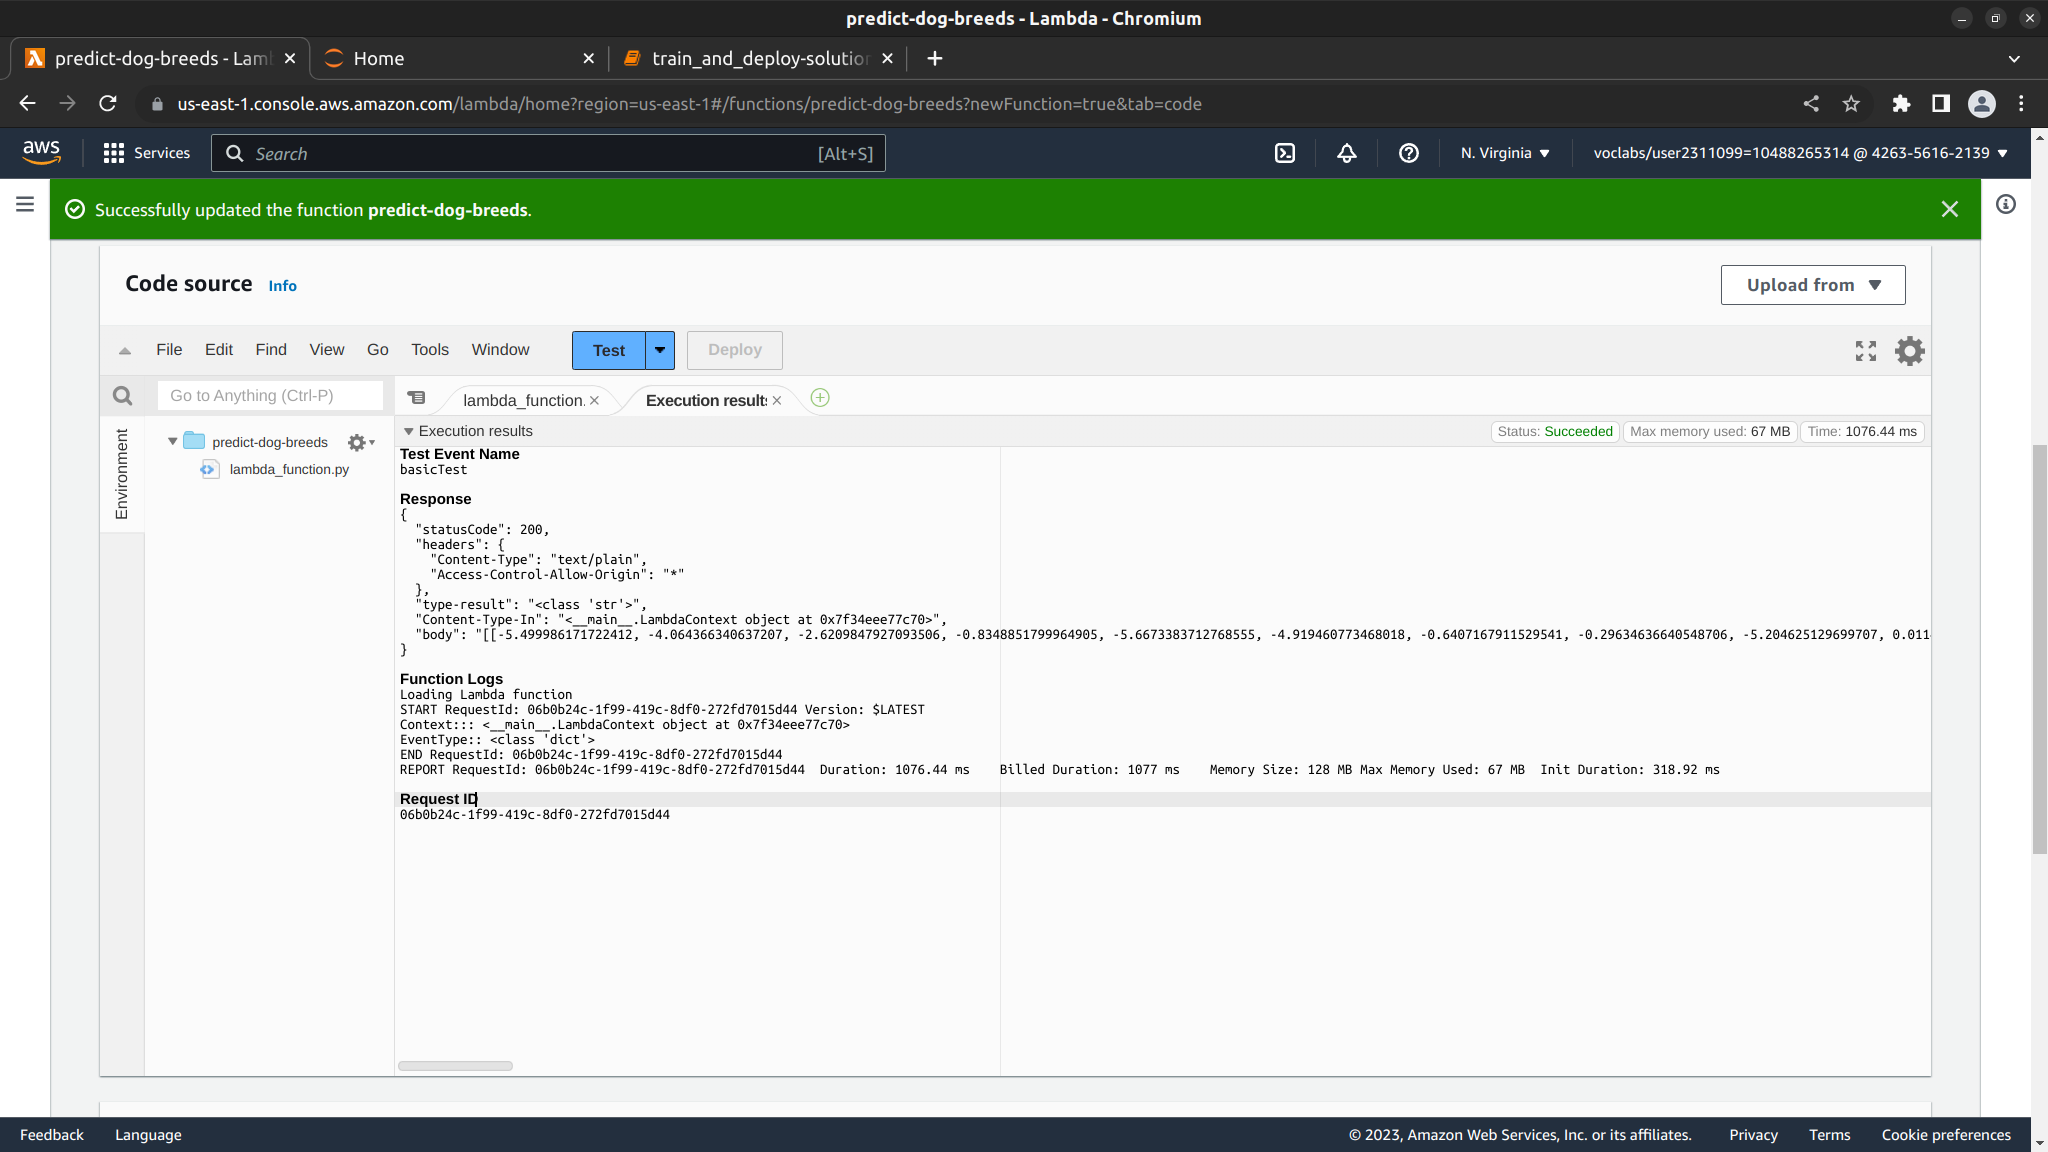 predict-dog-breeds - Lambda - Chromium
predict-dog-breeds - Lam
Home
train_and_deploy-solution
us-east-1.console.aws.amazon.com/lambda/home?region=us-east-1#/functions/predict-dog-breeds?newFunction=true&tab=code
aws
Services
Search
[Alt+S]
N. Virginia
voclabs/user2311099=10488265314 @ 4263-5616-2139
Successfully updated the function predict-dog-breeds.
Code source
Info
Upload from
File Edit Find View Go Tools Window
Test
Deploy
Go to Anything (Ctrl-P)
lambda_function.
Execution results
Environment
predict-dog-breeds
lambda_function.py
Execution results
Status: Succeeded
Max memory used: 67 MB
Time: 1076.44 ms
Test Event Name
basicTest
Response
{
"statusCode": 200,
"headers": {
"Content-Type": "text/plain",
"Access-Control-Allow-Origin": "*"
},
"type-result": "<class 'str'>",
"Content-Type-In": "<__main__.LambdaContext object at 0x7f34eee77c70>",
"body": "[[-5.499986171722412, -4.064366340637207, -2.6209847927093506, -0.8348851799964905, -5.6673383712768555, -4.919460773468018, -0.6407167911529541, -0.29634636640548706, -5.204625129699707, 0.011
}
Function Logs
Loading Lambda function
START RequestId: 06b0b24c-1f99-419c-8df0-272fd7015d44 Version: $LATEST
Context::: <__main__.LambdaContext object at 0x7f34eee77c70>
EventType:: <class 'dict'>
END RequestId: 06b0b24c-1f99-419c-8df0-272fd7015d44
REPORT RequestId: 06b0b24c-1f99-419c-8df0-272fd7015d44 Duration: 1076.44 ms Billed Duration: 1077 ms Memory Size: 128 MB Max Memory Used: 67 MB Init Duration: 318.92 ms
Request ID
06b0b24c-1f99-419c-8df0-272fd7015d44
Feedback
Language
© 2023, Amazon Web Services, Inc. or its affiliates.
Privacy
Terms
Cookie preferences